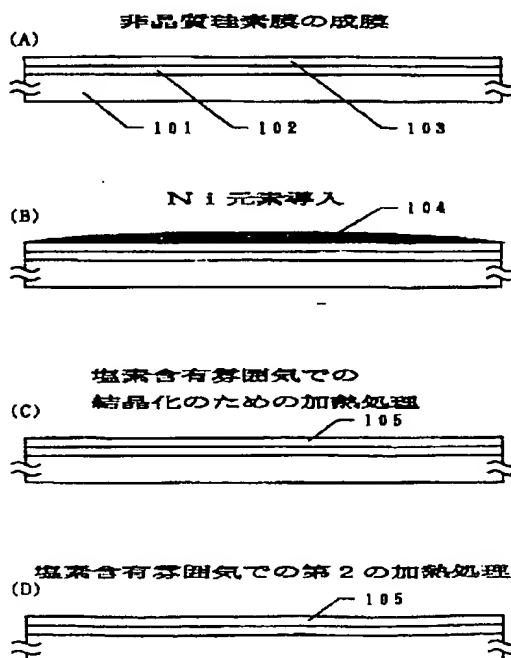 非晶質珪素膜の成膜
(A)
101 102 103
Ni元素導入
(B)
104
塩素含有雰囲気での
結晶化のための加熱処理
(C)
105
塩素含有雰囲気での第2の加熱処理
(D)
105